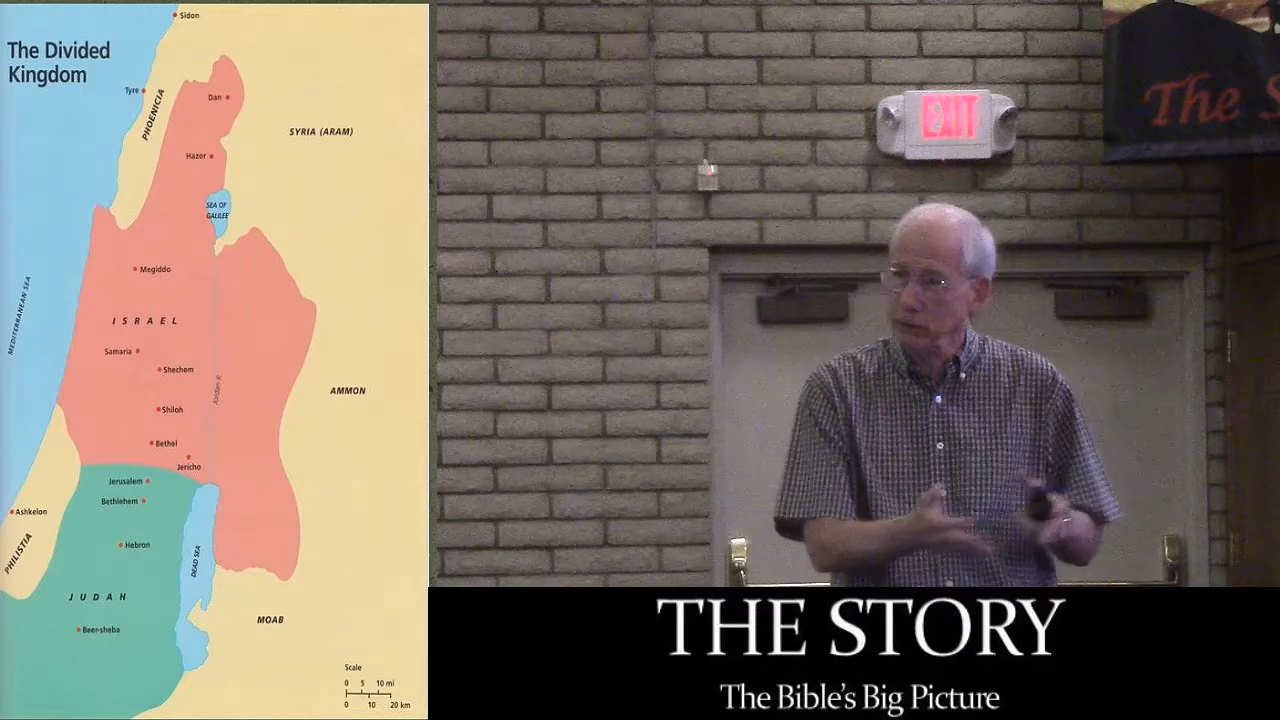 Sidon
The Divided
Kingdom
Tyre
PHOENICIA
Dan
SYRIA (ARAM)
Hazor
SEA OF
GALILEE
MEDITERRANEAN SEA
Megiddo
ISRAEL
Samaria
Shechem
Jordan R.
AMMON
Shiloh
Bethel
Jericho
Jerusalem
Bethlehem
Ashkelon
Hebron
PHILISTIA
DEAD SEA
JUDAH
MOAB
Beer-sheba
Scale
0 5 10 mi
0 10 20 km
EXIT
The S
THE STORY
The Bible's Big Picture